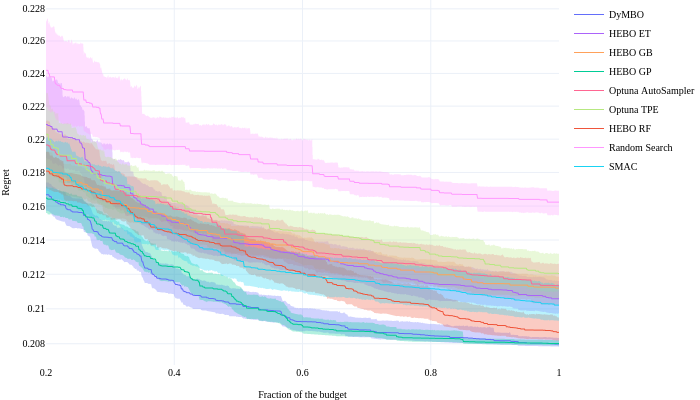 0.228
0.226
0.224
0.222
0.22
0.218
0.216
0.214
0.212
0.21
0.208
Regret
0.2
0.4
0.6
0.8
1
Fraction of the budget
DyMBO
HEBO ET
HEBO GB
HEBO GP
Optuna AutoSampler
Optuna TPE
HEBO RF
Random Search
SMAC